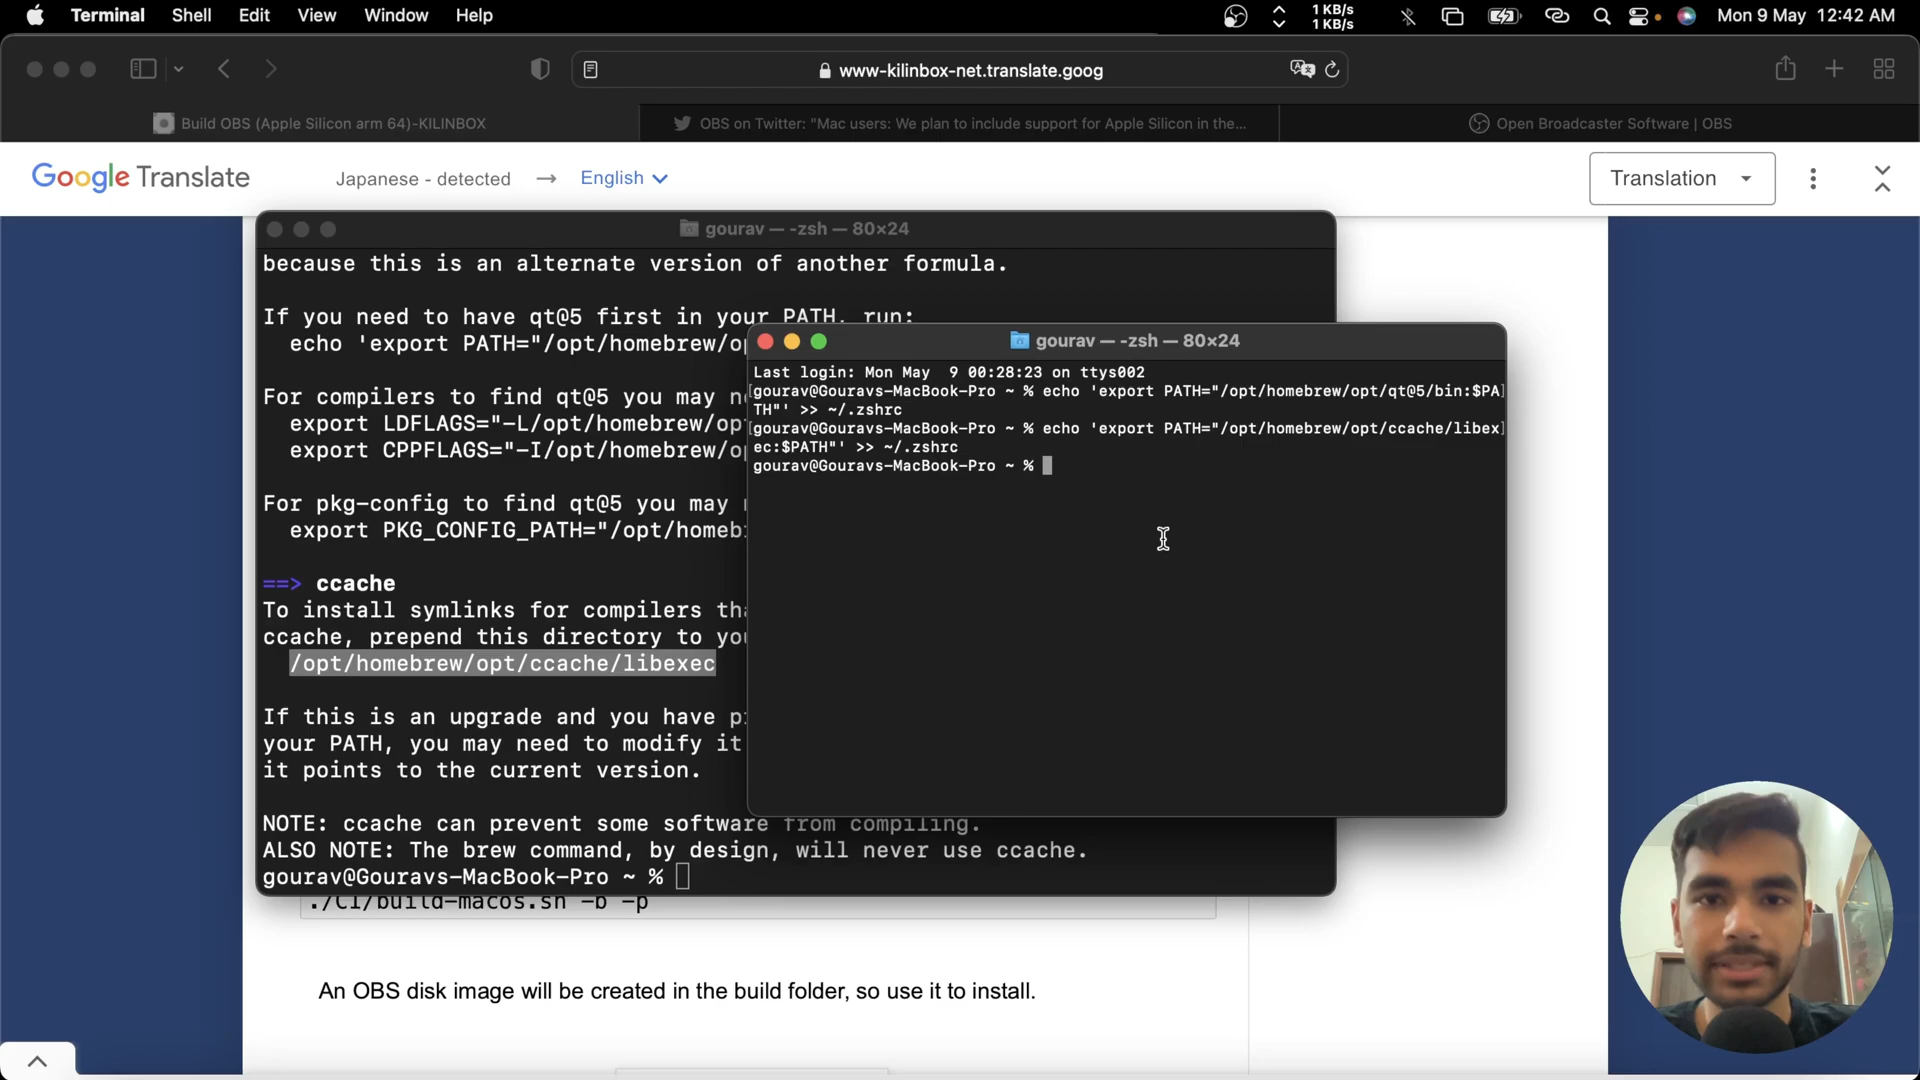 Terminal Shell Edit View Window Help
1 KB/s
1 KB/s
Mon 9 May 12:42 AM
www-kilinbox-net.translate.goog
Build OBS (Apple Silicon arm 64)-KILINBOX
OBS on Twitter: "Mac users: We plan to include support for Apple Silicon in the...
Open Broadcaster Software | OBS
Google Translate
Japanese - detected → English
Translation
gourav — -zsh — 80×24
because this is an alternate version of another formula.
If you need to have qt@5 first in your PATH, run:
echo 'export PATH="/opt/homebrew/op
For compilers to find qt@5 you may n
export LDFLAGS="-L/opt/homebrew/o
export CPPFLAGS="-I/opt/homebrew/o
For pkg-config to find qt@5 you may
export PKG_CONFIG_PATH="/opt/homeb
==> ccache
To install symlinks for compilers tha
ccache, prepend this directory to you
/opt/homebrew/opt/ccache/libexec
If this is an upgrade and you have p
your PATH, you may need to modify it
it points to the current version.
NOTE: ccache can prevent some software from compiling.
ALSO NOTE: The brew command, by design, will never use ccache.
gourav@Gouravs-MacBook-Pro ~ %
gourav — -zsh — 80×24
Last login: Mon May  9 00:28:23 on ttys002
[gourav@Gouravs-MacBook-Pro ~ % echo 'export PATH="/opt/homebrew/opt/qt@5/bin:$PA]
TH"' >> ~/.zshrc
[gourav@Gouravs-MacBook-Pro ~ % echo 'export PATH="/opt/homebrew/opt/ccache/libex]
ec:$PATH"' >> ~/.zshrc
gourav@Gouravs-MacBook-Pro ~ %
./CI/build-macos.sh -b -p
An OBS disk image will be created in the build folder, so use it to install.